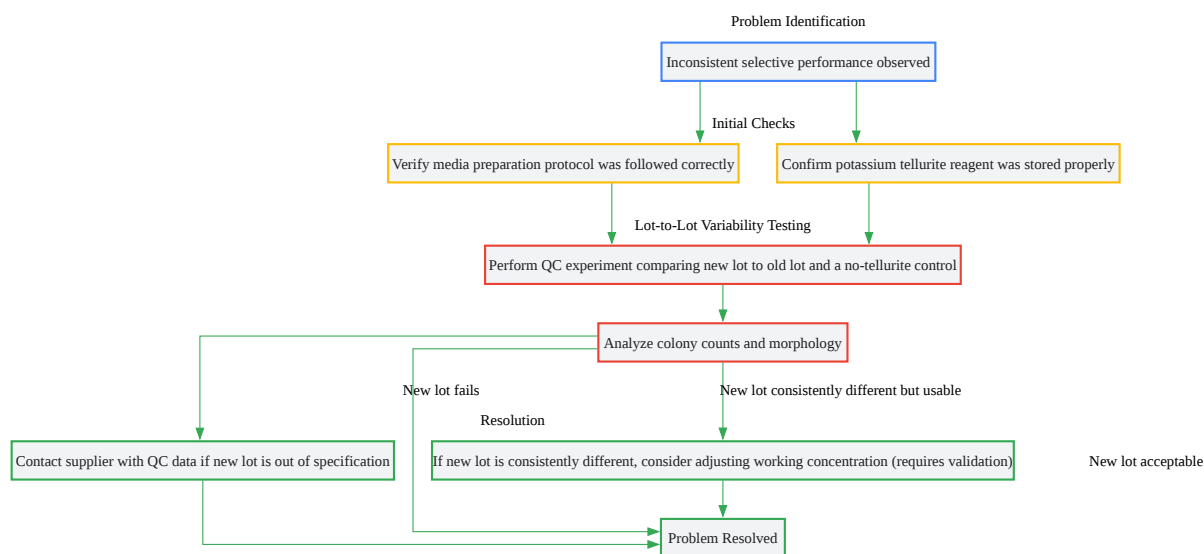 Problem Identification
Inconsistent selective performance observed
Initial Checks
Verify media preparation protocol was followed correctly
Confirm potassium tellurite reagent was stored properly
Lot-to-Lot Variability Testing
Perform QC experiment comparing new lot to old lot and a no-tellurite control
Analyze colony counts and morphology
New lot fails
New lot consistently different but usable
Resolution
Contact supplier with QC data if new lot is out of specification
If new lot is consistently different, consider adjusting working concentration (requires validation)
New lot acceptable
Problem Resolved